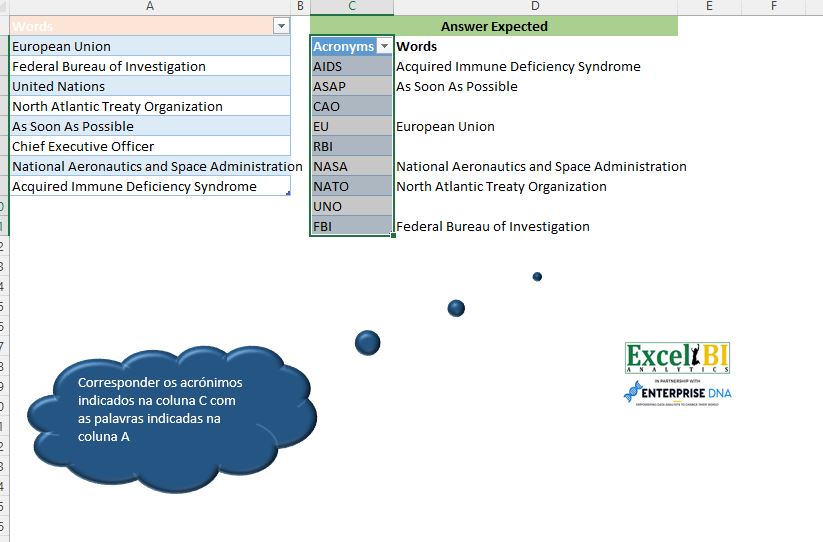 A B C D E F
Words
Answer Expected
European Union
Acronyms Words
Federal Bureau of Investigation
AIDS Acquired Immune Deficiency Syndrome
United Nations
ASAP As Soon As Possible
North Atlantic Treaty Organization
CAO
As Soon As Possible
EU European Union
Chief Executive Officer
RBI
National Aeronautics and Space Administration
NASA National Aeronautics and Space Administration
Acquired Immune Deficiency Syndrome
NATO North Atlantic Treaty Organization
UNO
FBI Federal Bureau of Investigation
Corresponder os acrónimos
indicados na coluna C com
as palavras indicadas na
coluna A
Excel BI
ANALYTICS
IN PARTNERSHIP WITH
ENTERPRISE DNA